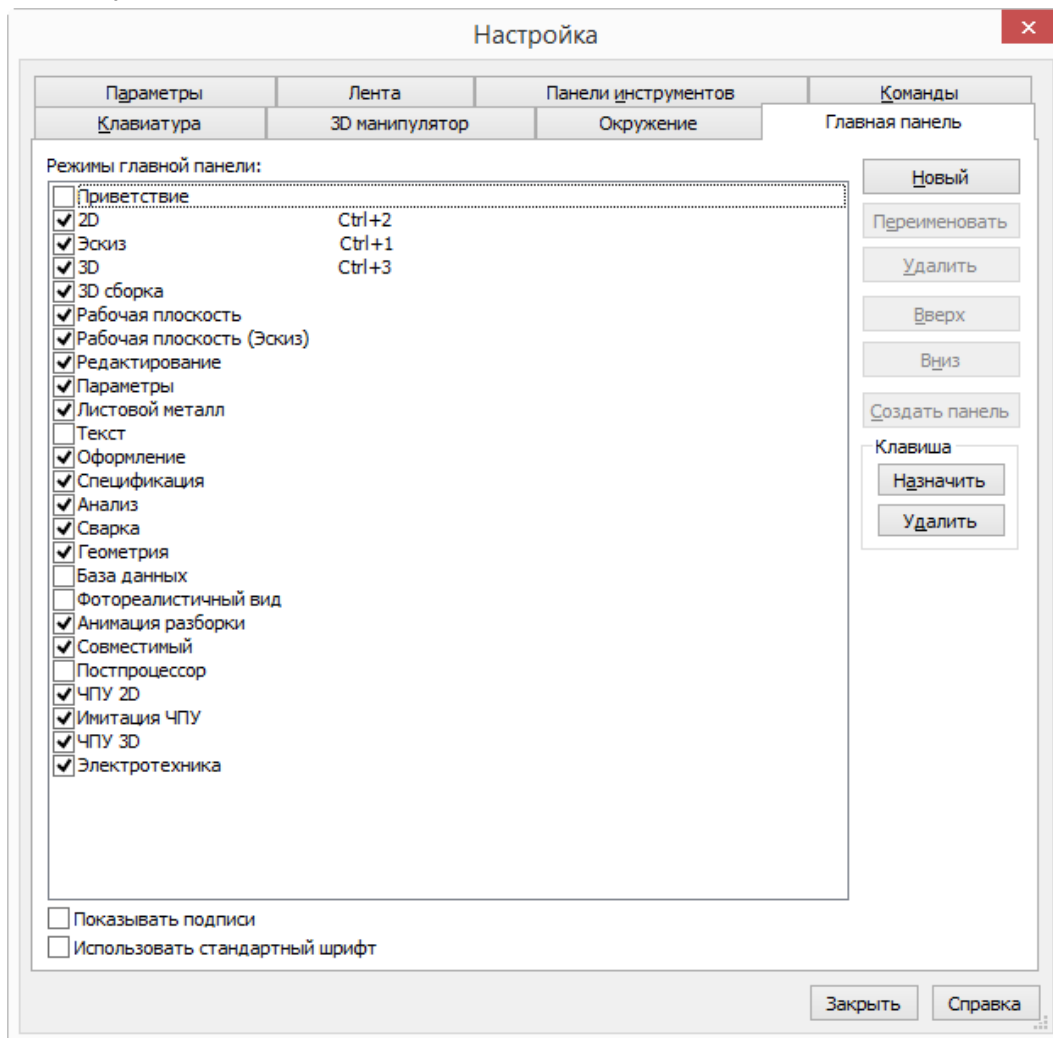 Настройка
Параметры Лента Панели инструментов Команды
Клавиатура 3D манипулятор Окружение Главная панель
Режимы главной панели:
Приветствие
2D Ctrl+2
Эскиз Ctrl+1
3D Ctrl+3
3D сборка
Рабочая плоскость
Рабочая плоскость (Эскиз)
Редактирование
Параметры
Листовой металл
Текст
Оформление
Спецификация
Анализ
Сварка
Геометрия
База данных
Фотореалистичный вид
Анимация разборки
Совместимый
Постпроцессор
ЧПУ 2D
Имитация ЧПУ
ЧПУ 3D
Электротехника
Новый
Переименовать
Удалить
Вверх
Вниз
Создать панель
Клавиша
Назначить
Удалить
Показывать подписи
Использовать стандартный шрифт
Закрыть Справка